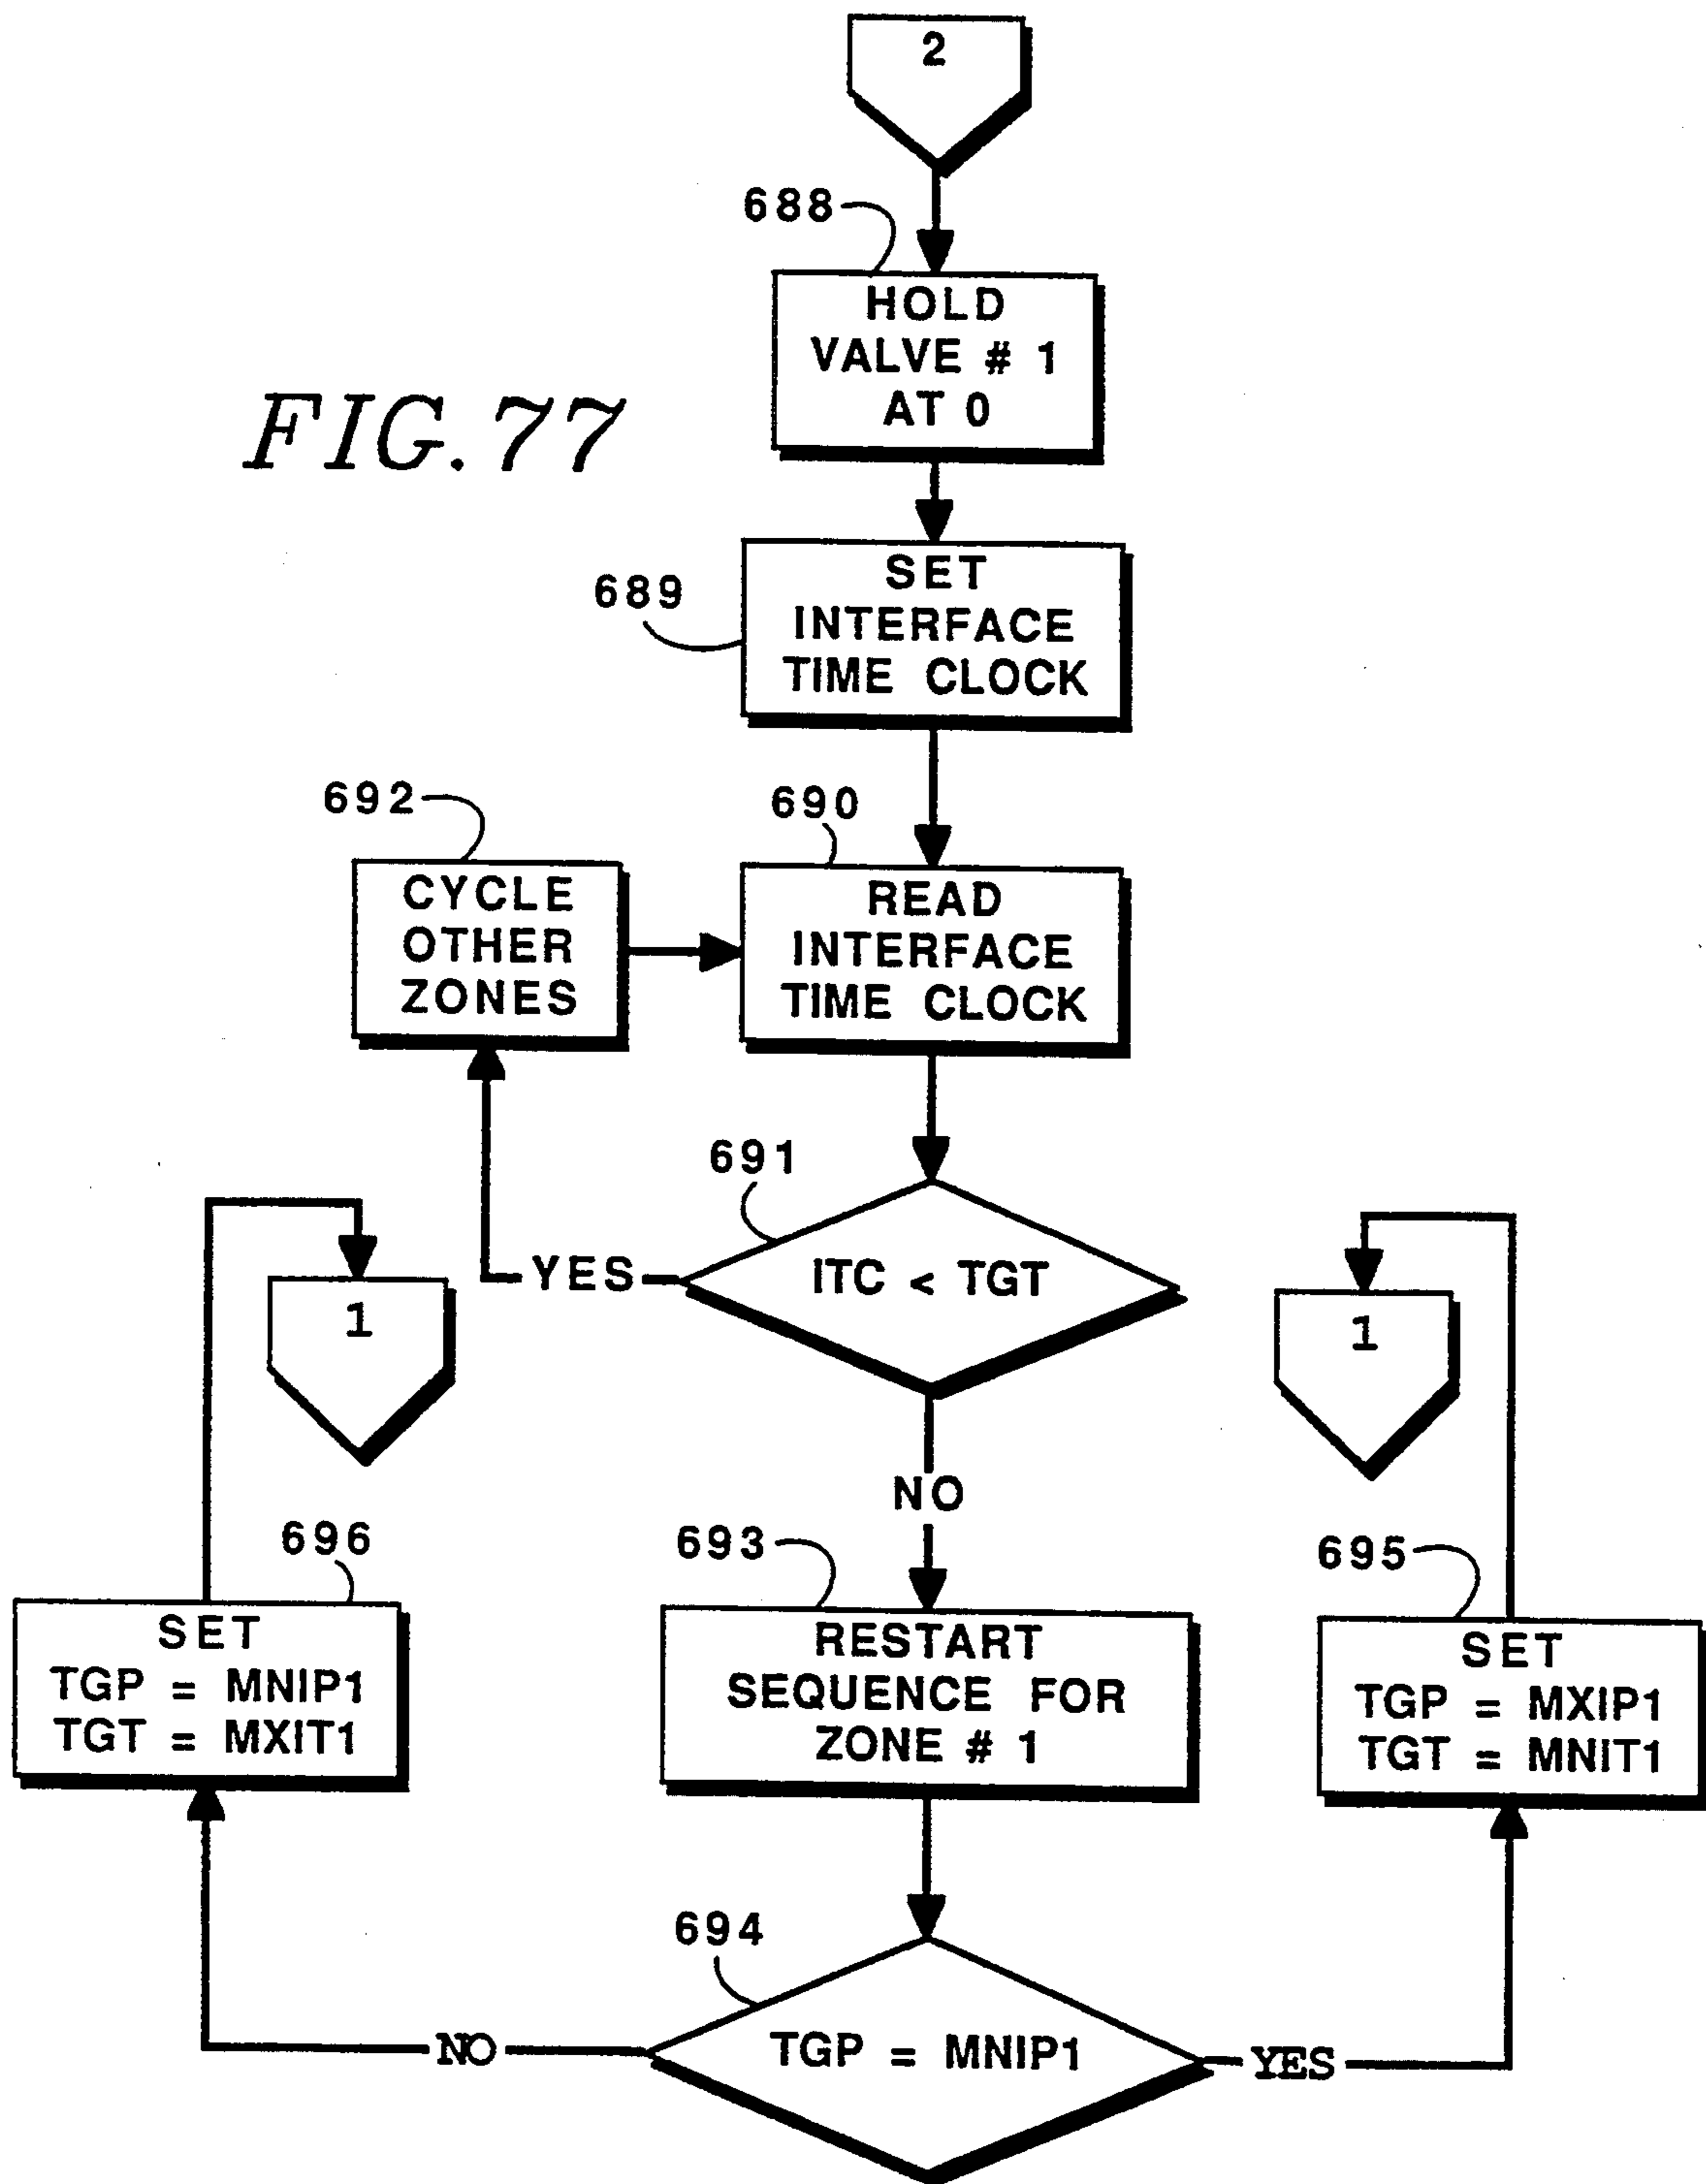 2
688
HOLD
VALVE # 1
AT 0
FIG. 77
689
SET
INTERFACE
TIME CLOCK
692
690
CYCLE
OTHER
ZONES
READ
INTERFACE
TIME CLOCK
691
YES
ITC < TGT
1
1
NO
696
693
695
SET
TGP = MNIP1
TGT = MXIT1
RESTART
SEQUENCE FOR
ZONE # 1
SET
TGP = MXIP1
TGT = MNIT1
694
NO
TGP = MNIP1
YES